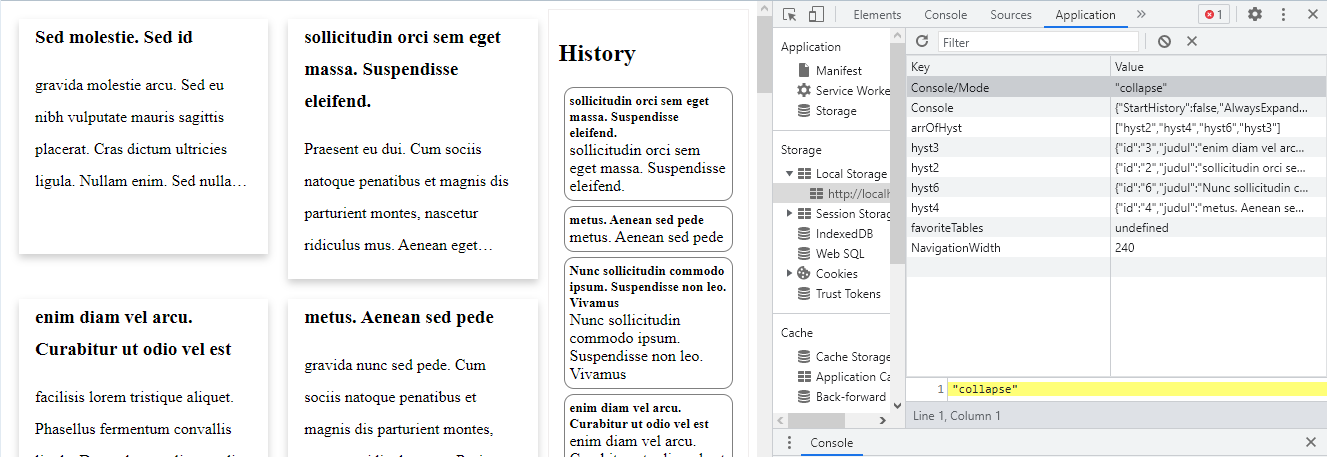 Sed molestie. Sed id
gravida molestie arcu. Sed eu
nibh vulputate mauris sagittis
placerat. Cras dictum ultricies
ligula. Nullam enim. Sed nulla…
sollicitudin orci sem eget
massa. Suspendisse
eleifend.
Praesent eu dui. Cum sociis
natoque penatibus et magnis dis
parturient montes, nascetur
ridiculus mus. Aenean eget…
enim diam vel arcu.
Curabitur ut odio vel est
facilisis lorem tristique aliquet.
Phasellus fermentum convallis
metus. Aenean sed pede
gravida nunc sed pede. Cum
sociis natoque penatibus et
magnis dis parturient montes,
History
sollicitudin orci sem eget
massa. Suspendisse
eleifend.
sollicitudin orci sem
eget massa. Suspendisse
eleifend.
metus. Aenean sed pede
metus. Aenean sed pede
Nunc sollicitudin commodo
ipsum. Suspendisse non leo.
Vivamus
Nunc sollicitudin
commodo ipsum.
Suspendisse non leo.
Vivamus
enim diam vel arcu.
Curabitur ut odio vel est
enim diam vel arcu.
Elements Console Sources Application » 1
Application
Manifest
Service Worke
Storage
Storage
Local Storage
http://localh
Session Storag
IndexedDB
Web SQL
Cookies
Trust Tokens
Cache
Cache Storage
Application Ca
Back-forward
Filter
Key Value
Console/Mode "collapse"
Console {"StartHistory":false,"AlwaysExpand...
arrOfHyst ["hyst2","hyst4","hyst6","hyst3"]
hyst3 {"id":"3","judul":"enim diam vel arc...
hyst2 {"id":"2","judul":"sollicitudin orci se...
hyst6 {"id":"6","judul":"Nunc sollicitudin c...
hyst4 {"id":"4","judul":"metus. Aenean se...
favoriteTables undefined
NavigationWidth 240
1 "collapse"
Line 1, Column 1
Console